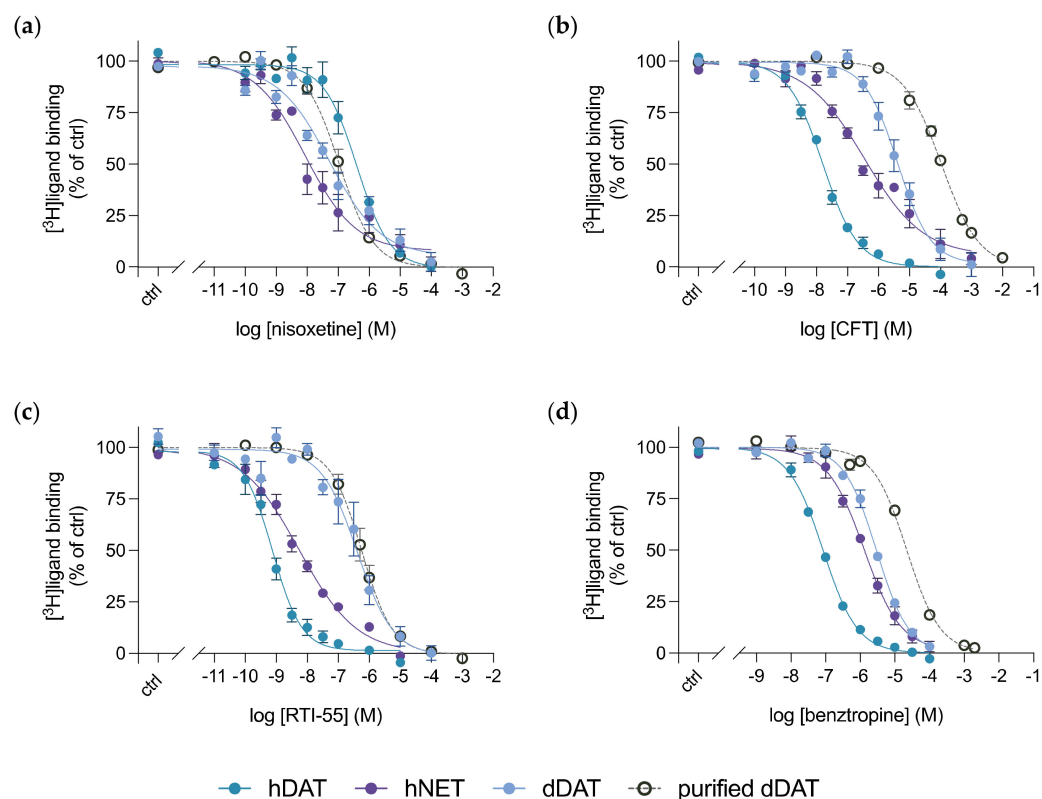 (a)
[³H]ligand binding
(% of ctrl)
100
75
50
25
0
ctrl
-11 -10 -9 -8 -7 -6 -5 -4 -3 -2
log [nisoxetine] (M)
(b)
[³H]ligand binding
(% of ctrl)
100
75
50
25
0
ctrl
-10 -9 -8 -7 -6 -5 -4 -3 -2 -1
log [CFT] (M)
(c)
[³H]ligand binding
(% of ctrl)
100
75
50
25
0
ctrl
-11 -10 -9 -8 -7 -6 -5 -4 -3 -2
log [RTI-55] (M)
(d)
[³H]ligand binding
(% of ctrl)
100
75
50
25
0
ctrl
-9 -8 -7 -6 -5 -4 -3 -2 -1
log [benztropine] (M)
hDAT hNET dDAT purified dDAT